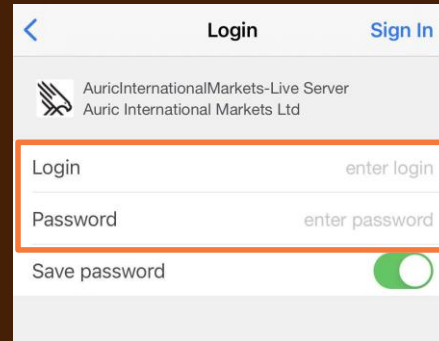 Login
Sign In
AuricInternationalMarkets-Live Server
Auric International Markets Ltd
Login enter login
Password enter password
Save password